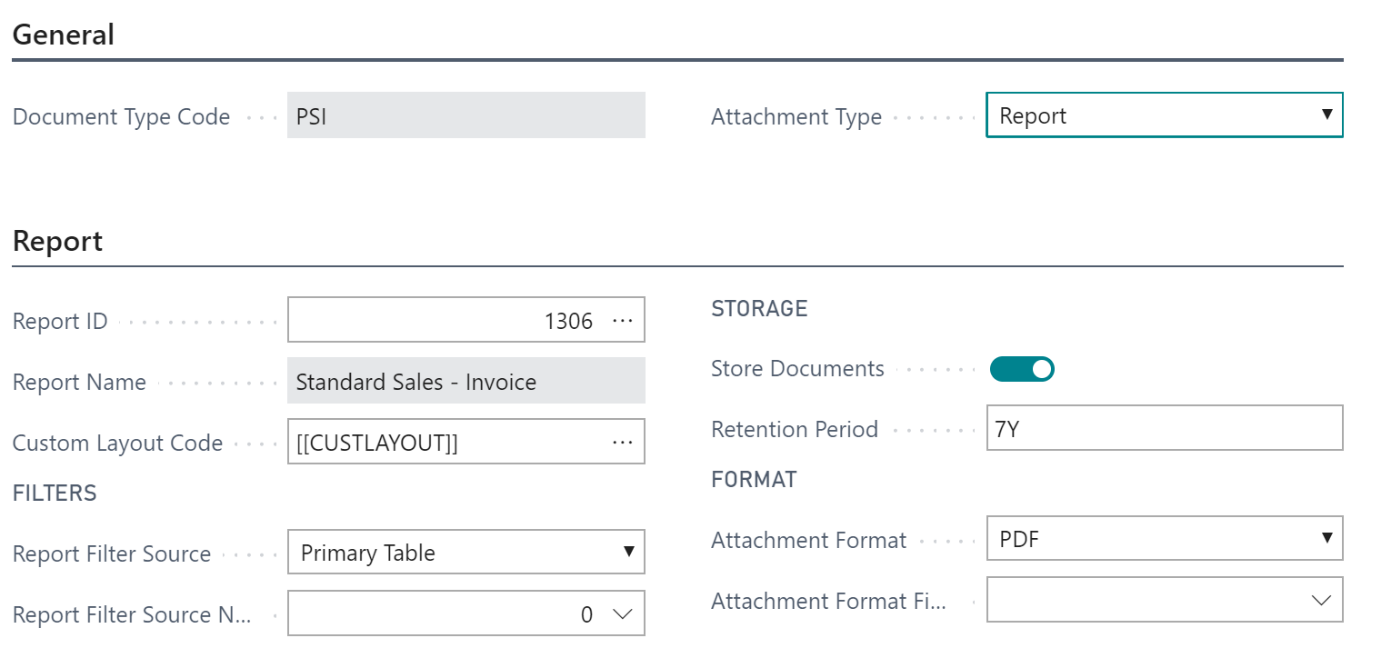 General
Document Type Code PSI
Attachment Type Report
Report
Report ID 1306 ...
Report Name Standard Sales - Invoice
Custom Layout Code [[CUSTLAYOUT]] ...
FILTERS
Report Filter Source Primary Table
Report Filter Source N... 0
STORAGE
Store Documents
Retention Period 7Y
FORMAT
Attachment Format PDF
Attachment Format Fi...